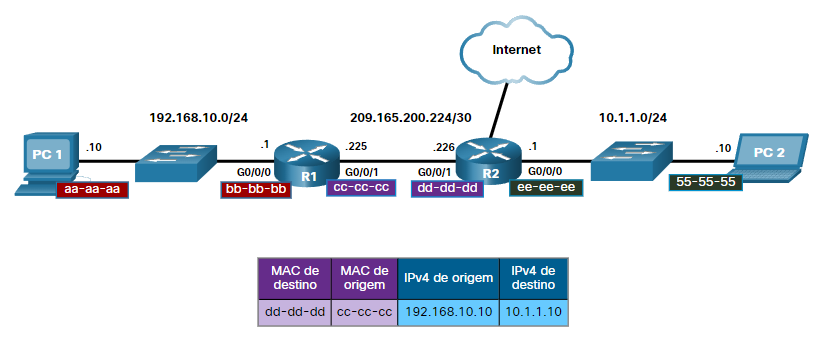 Internet
192.168.10.0/24
209.165.200.224/30
10.1.1.0/24
PC 1
.10
.1
.225
.226
.1
.10
PC 2
G0/0/0
R1
G0/0/1
G0/0/1
R2
G0/0/0
aa-aa-aa
bb-bb-bb
cc-cc-cc
dd-dd-dd
ee-ee-ee
55-55-55
MAC de destino
MAC de origem
IPv4 de origem
IPv4 de destino
dd-dd-dd
cc-cc-cc
192.168.10.10
10.1.1.10